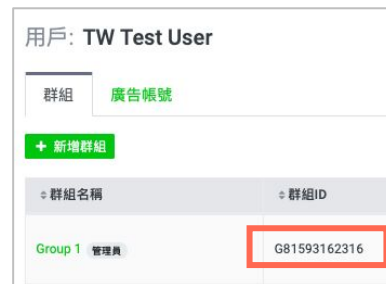 用戶: TW Test User
群組 廣告帳號
+ 新增群組
群組名稱 群組ID
Group 1 管理員 G81593162316